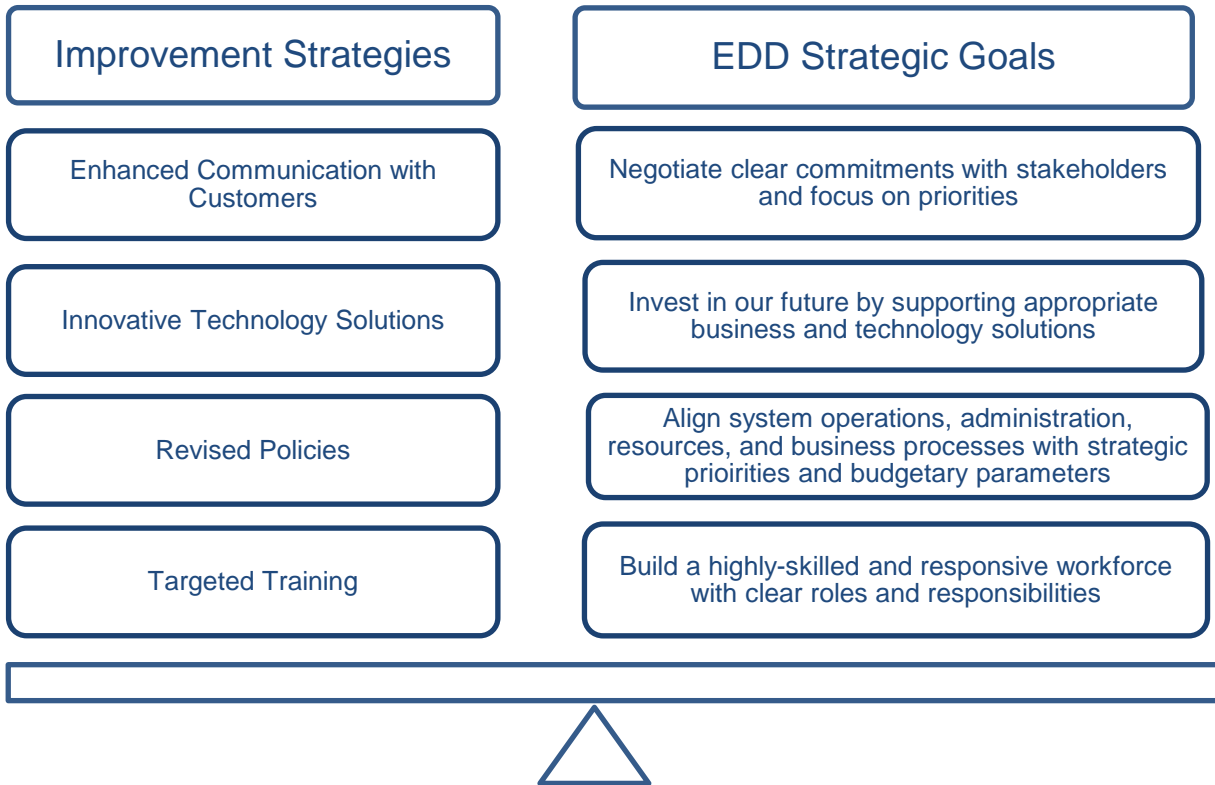 Improvement Strategies
EDD Strategic Goals
Enhanced Communication with
Customers
Negotiate clear commitments with stakeholders
and focus on priorities
Innovative Technology Solutions
Invest in our future by supporting appropriate
business and technology solutions
Revised Policies
Align system operations, administration,
resources, and business processes with strategic
prioirities and budgetary parameters
Targeted Training
Build a highly-skilled and responsive workforce
with clear roles and responsibilities